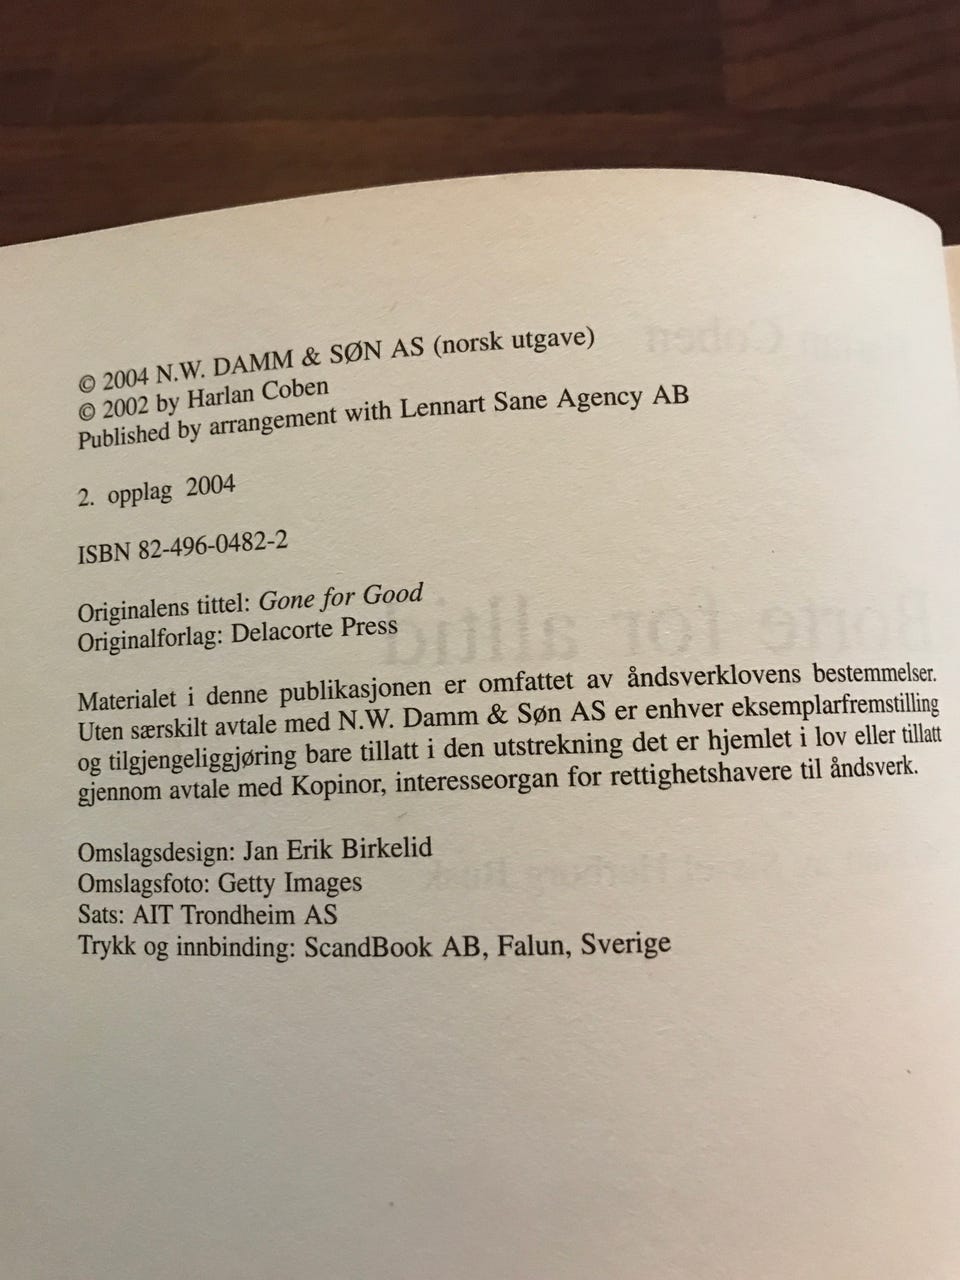 © 2004 N.W. DAMM & SØN AS (norsk utgave)
© 2002 by Harlan Coben
Published by arrangement with Lennart Sane Agency AB
2. opplag 2004
ISBN 82-496-0482-2
Originalens tittel: Gone for Good
Originalforlag: Delacorte Press
Materialet i denne publikasjonen er omfattet av åndsverklovens bestemmelser.
Uten særskilt avtale med N.W. Damm & Søn AS er enhver eksemplarfremstilling
og tilgjengeliggjøring bare tillatt i den utstrekning det er hjemlet i lov eller tillatt
gjennom avtale med Kopinor, interesseorgan for rettighetshavere til åndsverk.
Omslagsdesign: Jan Erik Birkelid
Omslagsfoto: Getty Images
Sats: AIT Trondheim AS
Trykk og innbinding: ScandBook AB, Falun, Sverige